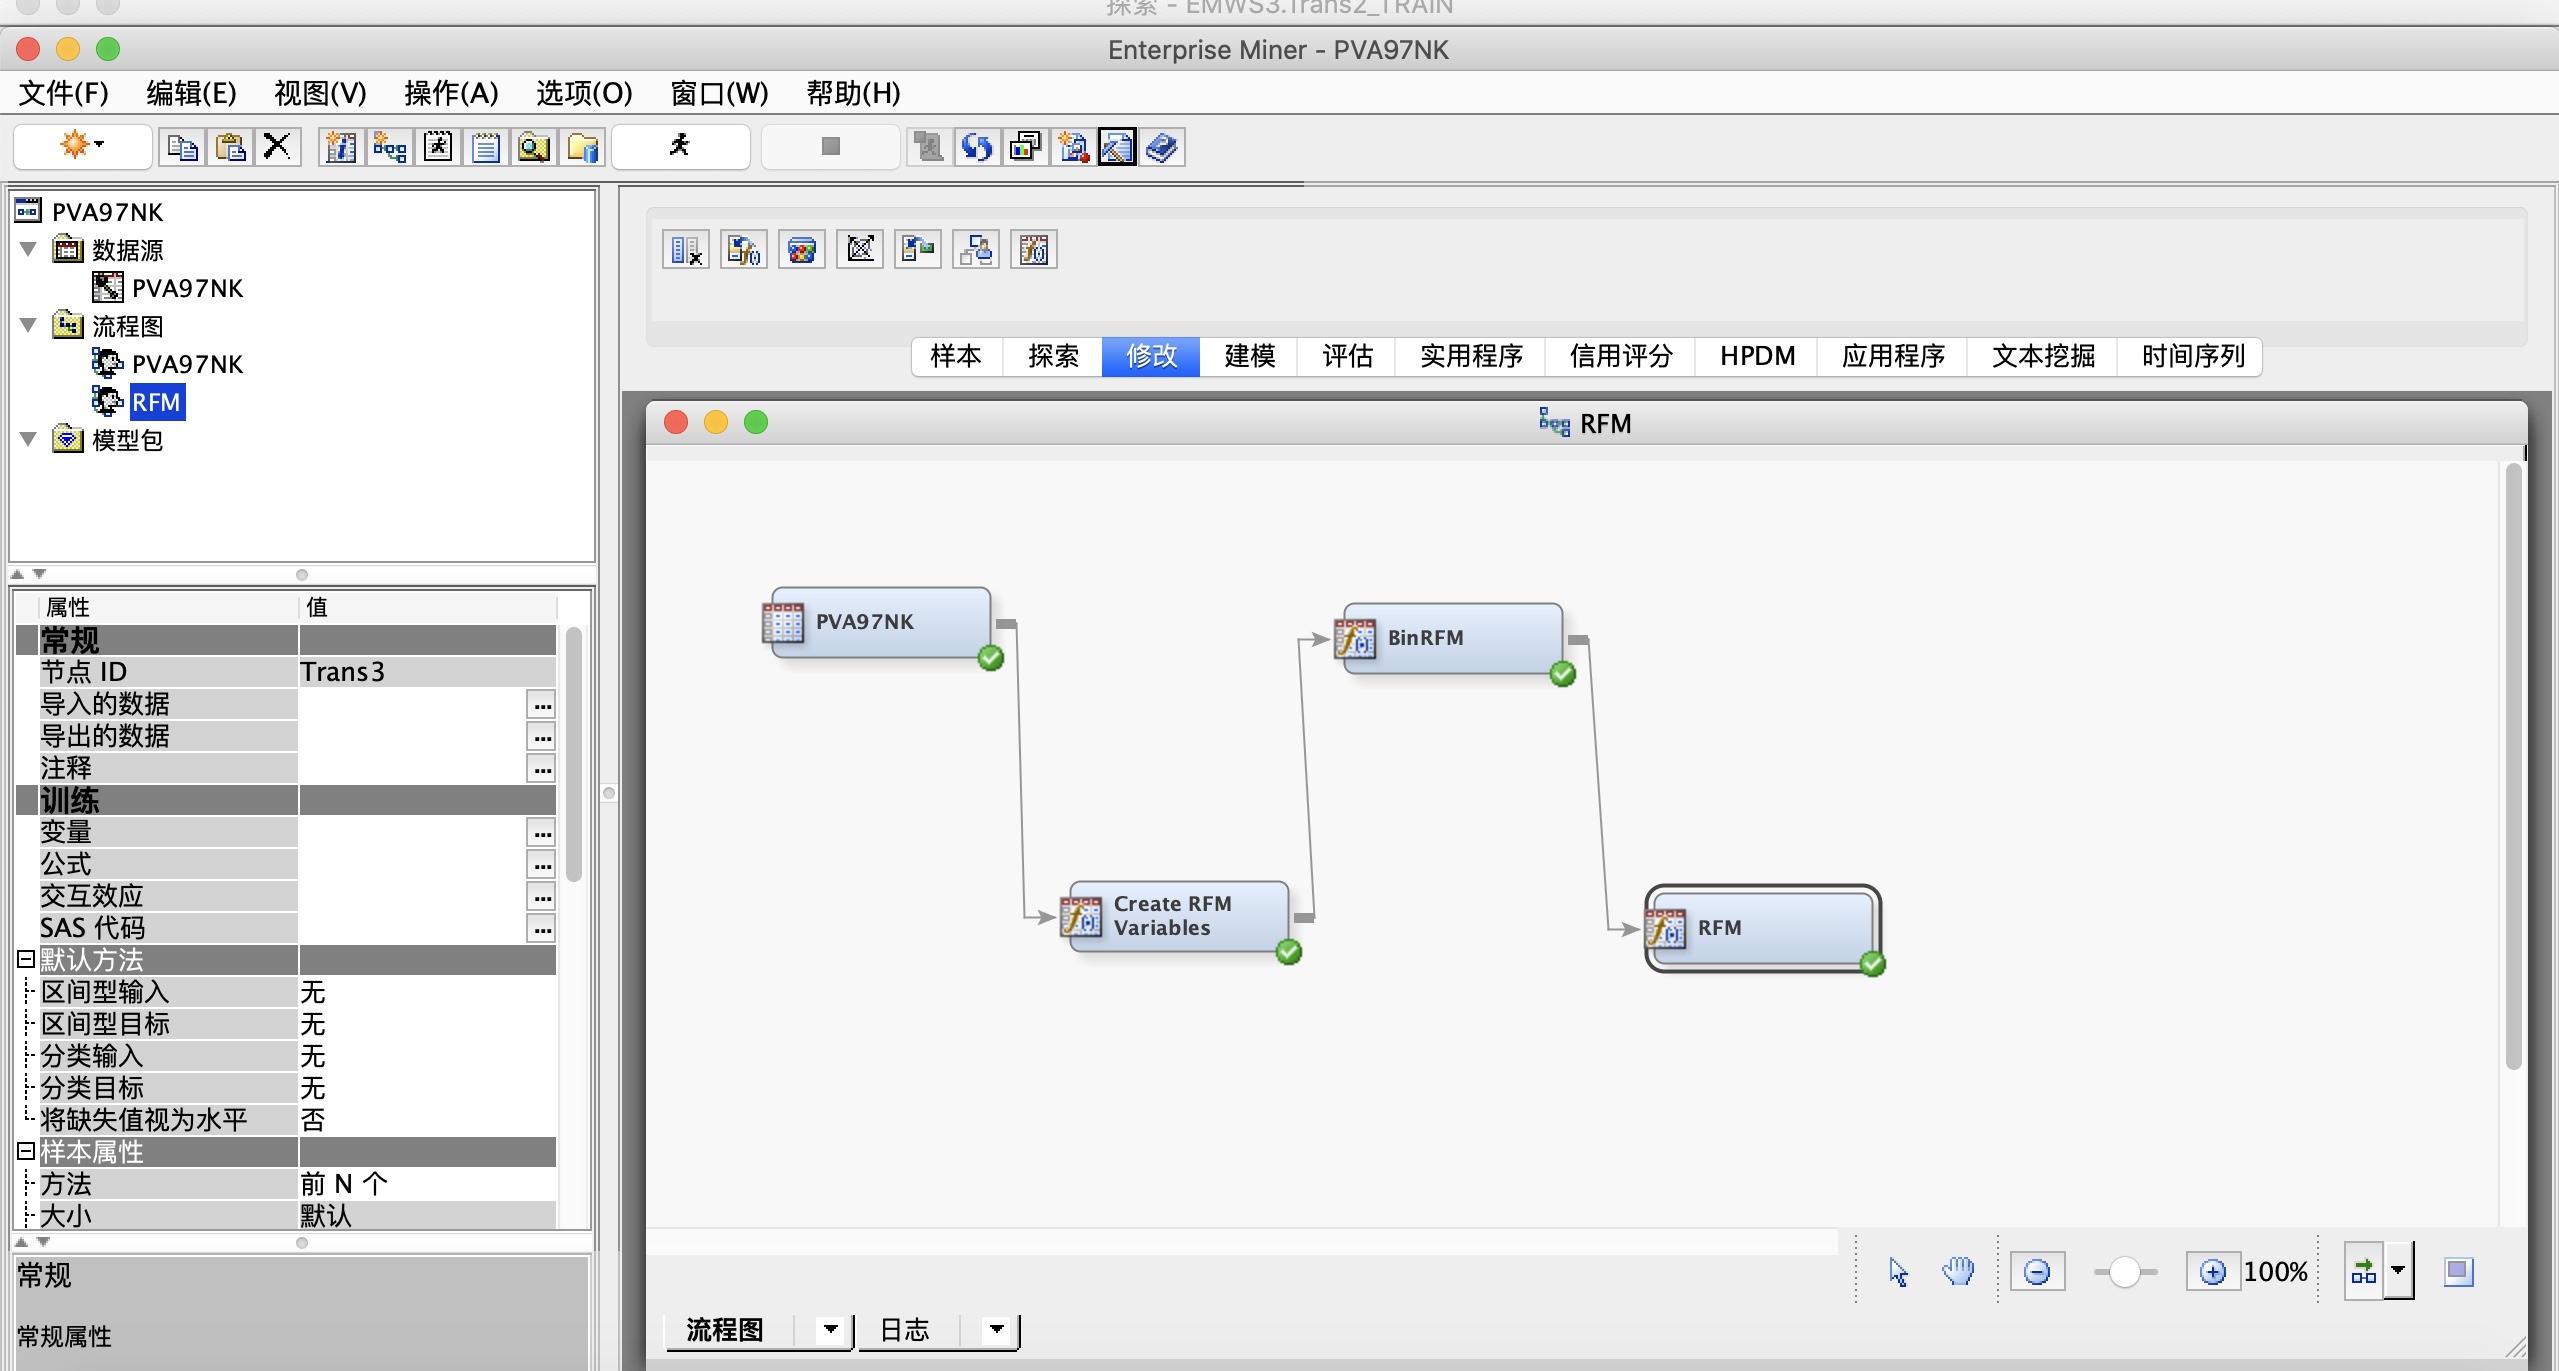 探索 - EMWS3.Trans2_TRAIN
Enterprise Miner - PVA97NK
文件(F) 编辑(E) 视图(V) 操作(A) 选项(O) 窗口(W) 帮助(H)
PVA97NK
数据源
PVA97NK
流程图
PVA97NK
RFM
模型包
属性 值
常规
节点 ID Trans3
导入的数据 ...
导出的数据 ...
注释 ...
训练
变量 ...
公式 ...
交互效应 ...
SAS 代码 ...
默认方法
区间型输入 无
区间型目标 无
分类输入 无
分类目标 无
将缺失值视为水平 否
样本属性
方法 前 N 个
大小 默认
常规
常规属性
样本 探索 修改 建模 评估 实用程序 信用评分 HPDM 应用程序 文本挖掘 时间序列
RFM
PVA97NK
BinRFM
Create RFM
Variables
RFM
100%
流程图 日志